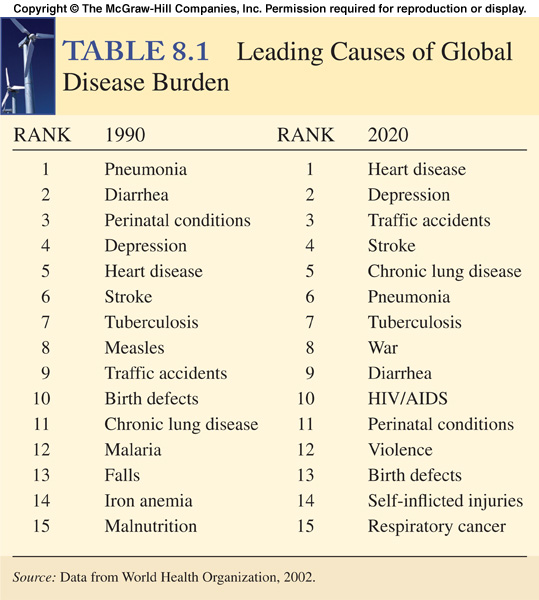 Copyright © The McGraw-Hill Companies, Inc. Permission required for reproduction or display.
TABLE 8.1 Leading Causes of Global
Disease Burden
RANK 1990 RANK 2020
1 Pneumonia 1 Heart disease
2 Diarrhea 2 Depression
3 Perinatal conditions 3 Traffic accidents
4 Depression 4 Stroke
5 Heart disease 5 Chronic lung disease
6 Stroke 6 Pneumonia
7 Tuberculosis 7 Tuberculosis
8 Measles 8 War
9 Traffic accidents 9 Diarrhea
10 Birth defects 10 HIV/AIDS
11 Chronic lung disease 11 Perinatal conditions
12 Malaria 12 Violence
13 Falls 13 Birth defects
14 Iron anemia 14 Self-inflicted injuries
15 Malnutrition 15 Respiratory cancer
Source: Data from World Health Organization, 2002.